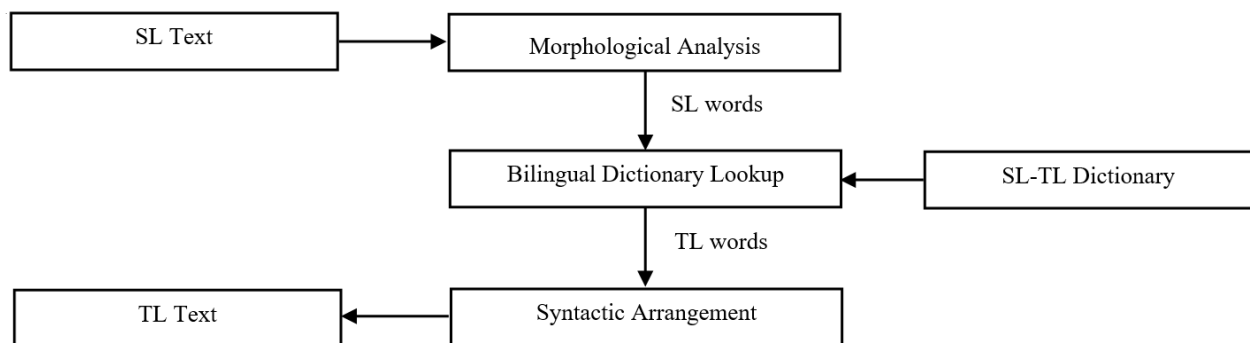 SL Text
Morphological Analysis
SL words
Bilingual Dictionary Lookup
SL-TL Dictionary
TL words
TL Text
Syntactic Arrangement